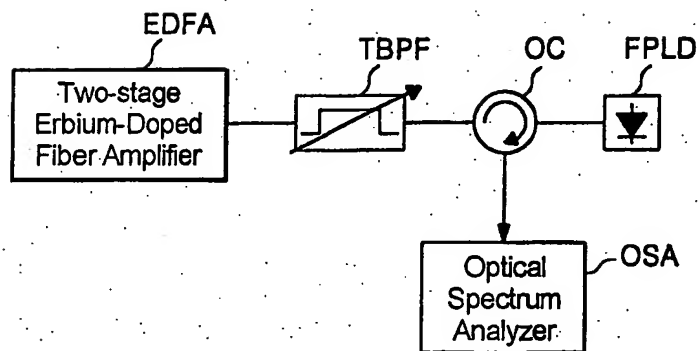 EDFA
TBPF
OC
FPLD
Two-stage
Erbium-Doped
Fiber Amplifier
OSA
Optical
Spectrum
Analyzer